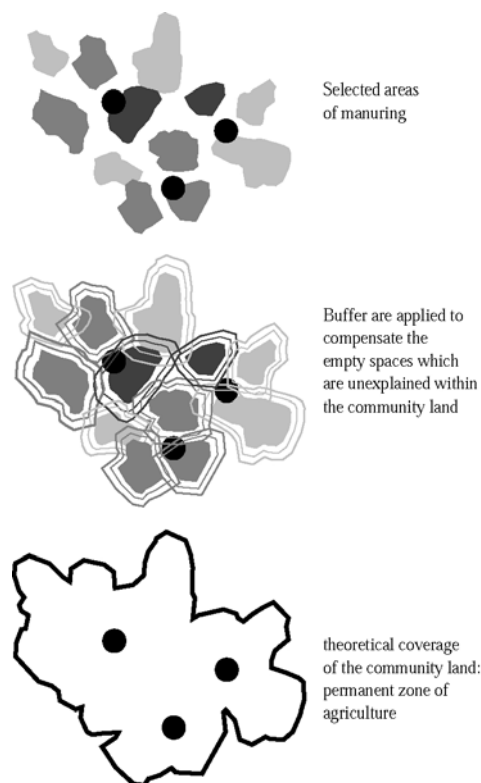 Selected areas
of manuring
Buffer are applied to
compensate the
empty spaces which
are unexplained within
the community land
theoretical coverage
of the community land:
permanent zone of
agriculture